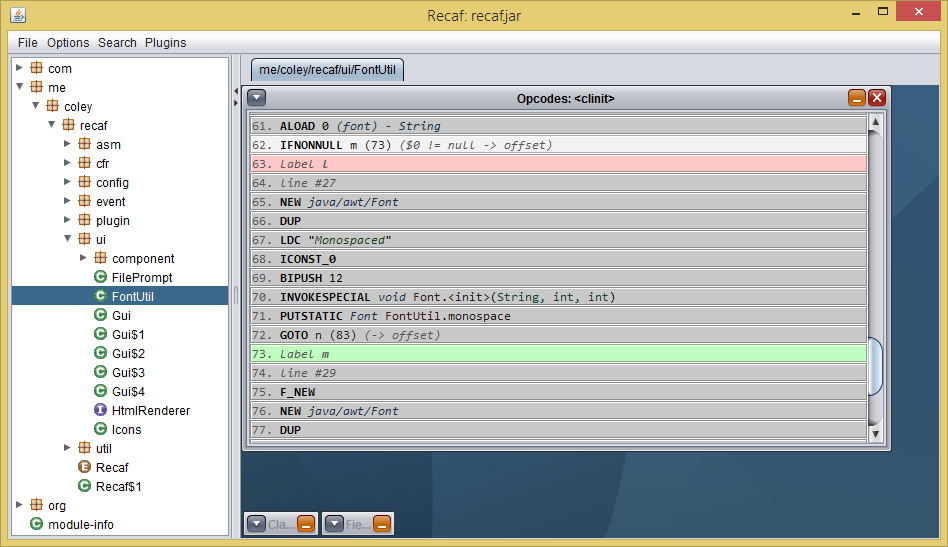 Recaf: recaf.jar
File Options Search Plugins
com
me
coley
recaf
asm
cfr
config
event
plugin
ui
component
FilePrompt
FontUtil
Gui
Gui$1
Gui$2
Gui$3
Gui$4
HtmlRenderer
Icons
util
Recaf
Recaf$1
org
module-info
me/coley/recaf/ui/FontUtil
Opcodes: <clinit>
61. ALOAD 0 (font) - String
62. IFNONNULL m (73) ($0 != null -> offset)
63. Label l
64. line #27
65. NEW java/awt/Font
66. DUP
67. LDC "Monospaced"
68. ICONST_0
69. BIPUSH 12
70. INVOKESPECIAL void Font.<init>(String, int, int)
71. PUTSTATIC Font FontUtil.monospace
72. GOTO n (83) (-> offset)
73. Label m
74. line #29
75. F_NEW
76. NEW java/awt/Font
77. DUP
Cla... Fie...